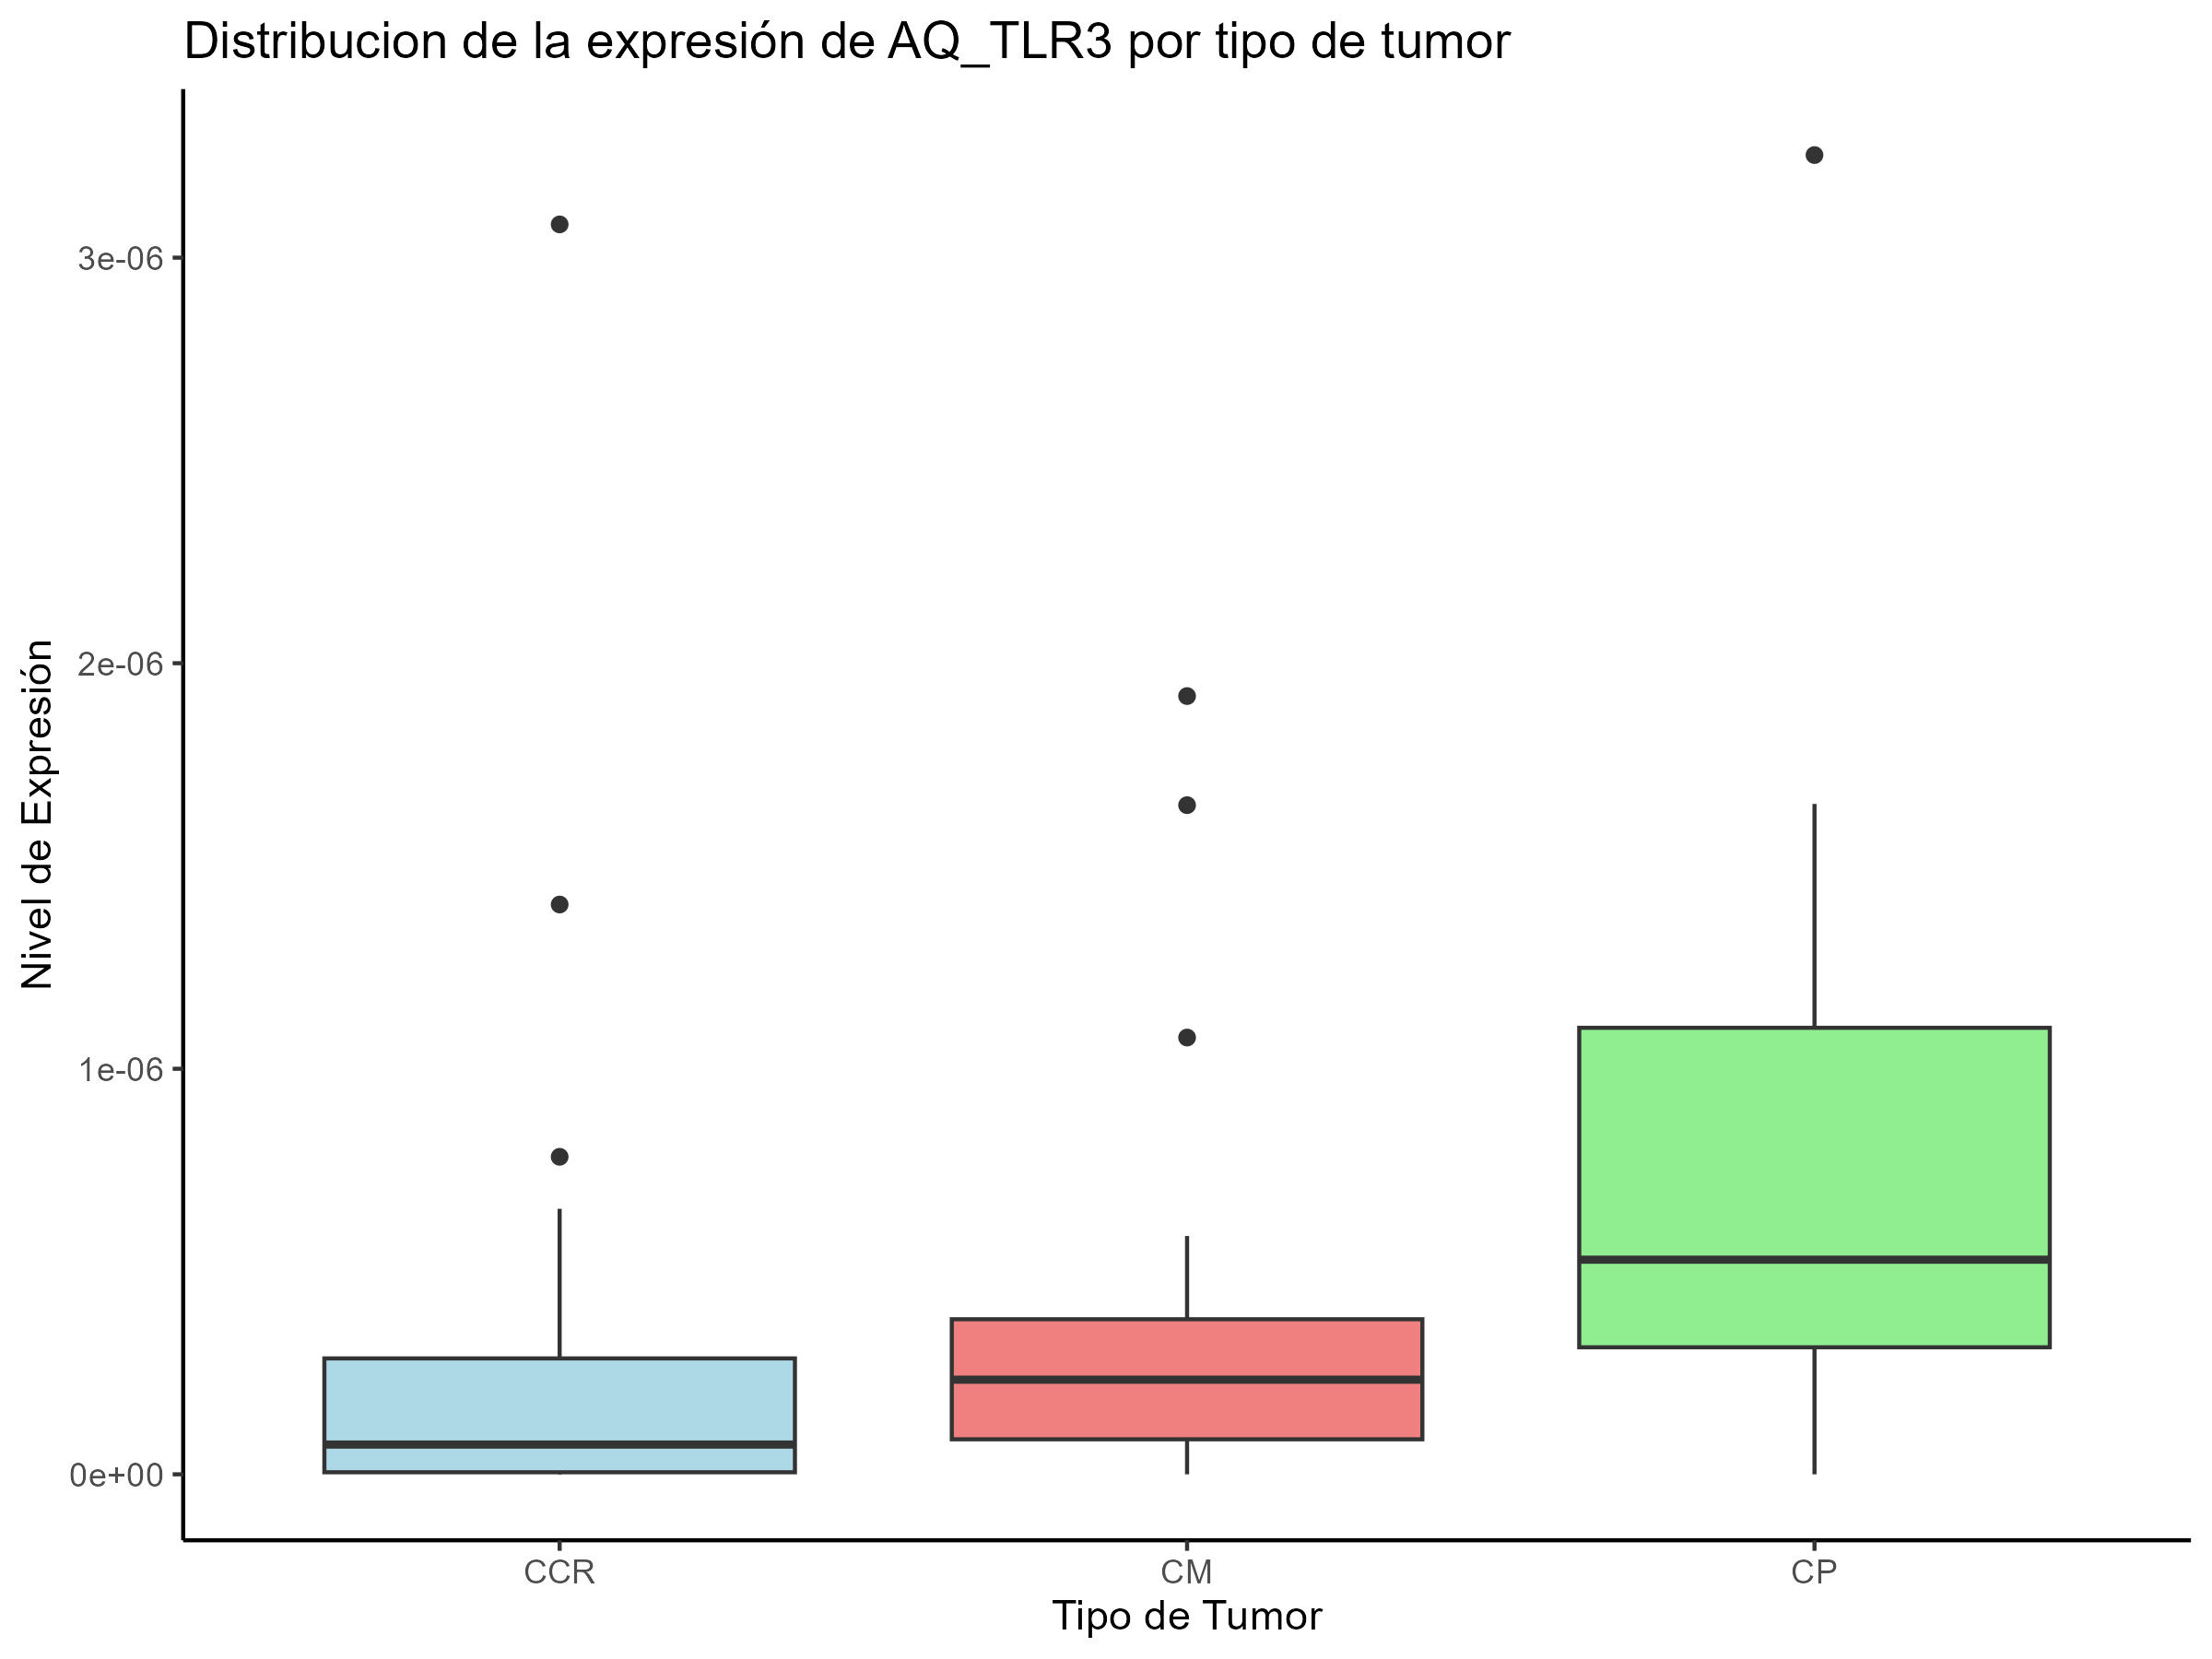 Distribucion de la expresión de AQ_TLR3 por tipo de tumor
Nivel de Expresión
3e-06
2e-06
1e-06
0e+00
CCR
CM
CP
Tipo de Tumor